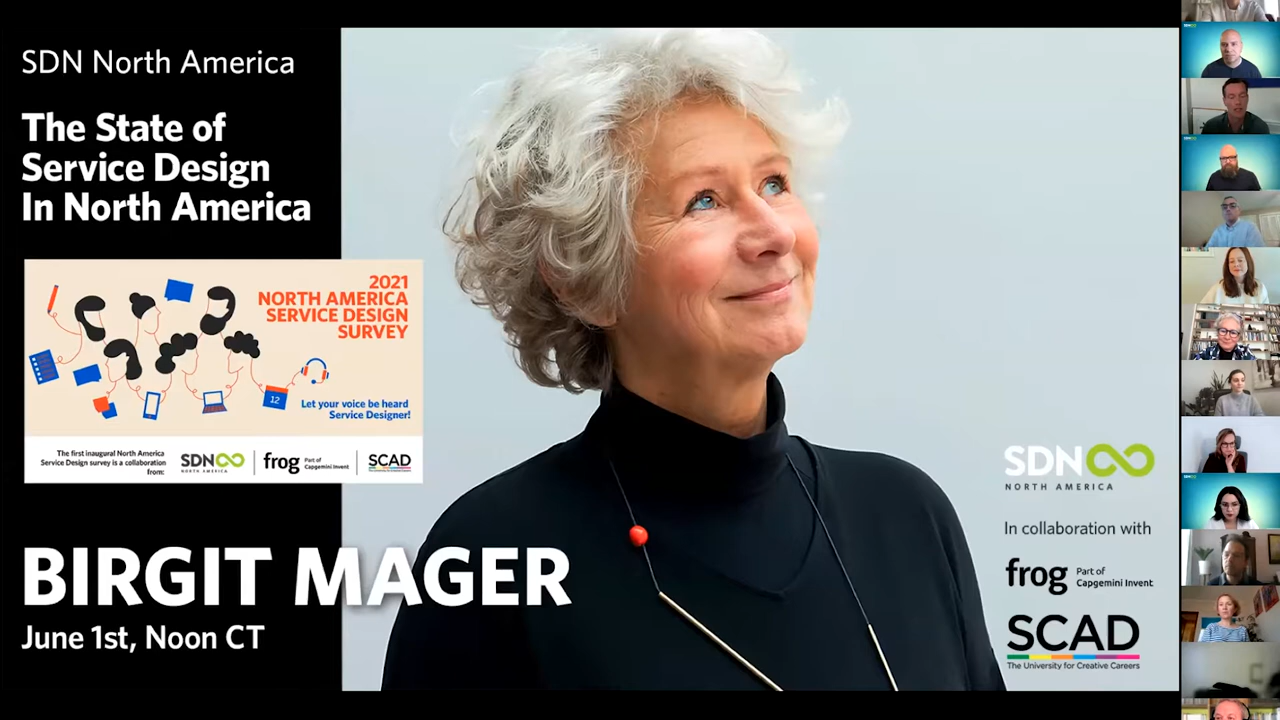 SDN North America
The State of
Service Design
In North America
2021
NORTH AMERICA
SERVICE DESIGN
SURVEY
12
Let your voice be heard
Service Designer!
The first inaugural North America
Service Design survey is a collaboration
from:
SDN
NORTH AMERICA
frog
Part of
Capgemini Invent
SCAD
BIRGIT MAGER
June 1st, Noon CT
SDN
NORTH AMERICA
In collaboration with
frog
Part of
Capgemini Invent
SCAD
The University for Creative Careers